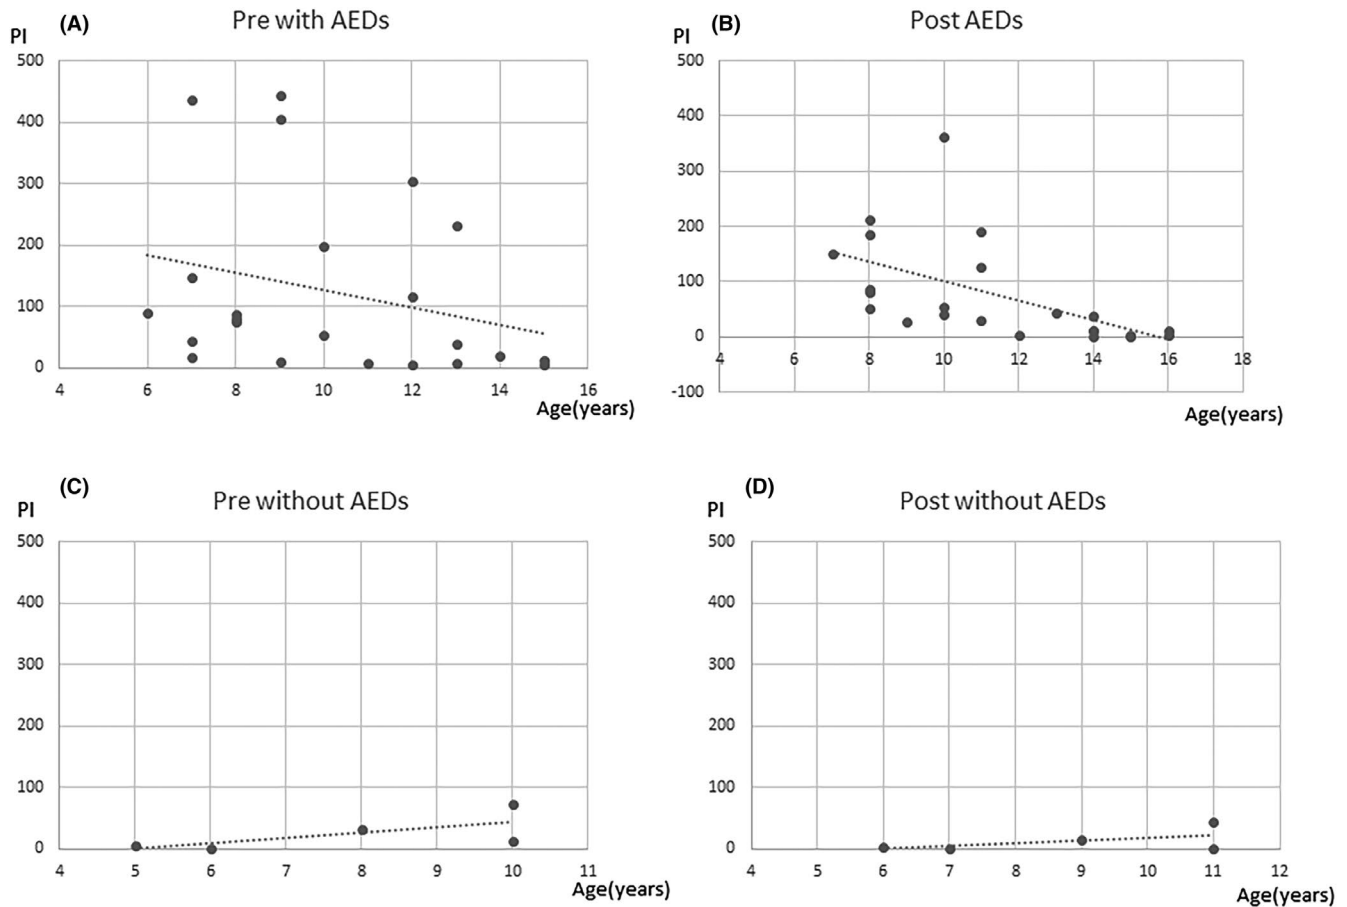 (A) Pre with AEDs
PI
500
400
300
200
100
0
4 6 8 10 12 14 16
Age(years)
(B) Post AEDs
PI
500
400
300
200
100
0
4 6 8 10 12 14 16 18
-100
Age(years)
(C) Pre without AEDs
PI
500
400
300
200
100
0
4 5 6 7 8 9 10 11
Age(years)
(D) Post without AEDs
PI
500
400
300
200
100
0
4 5 6 7 8 9 10 11 12
Age(years)